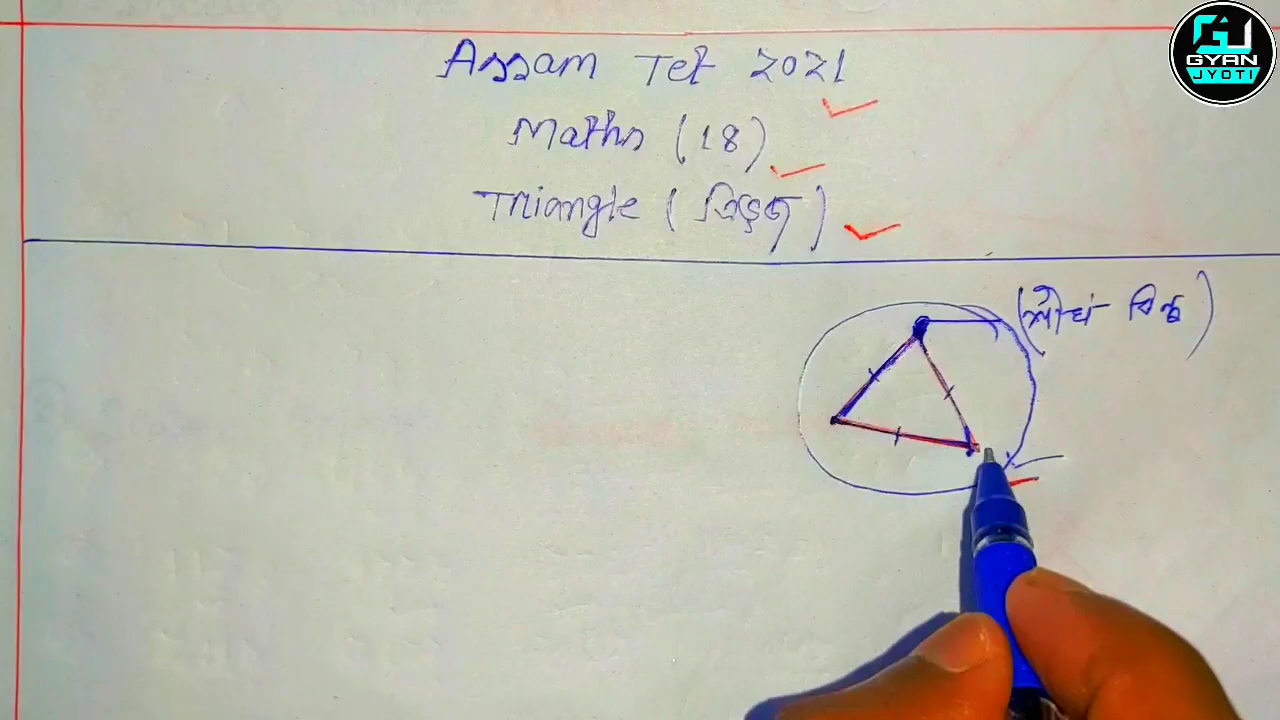 GYAN
JYOTI
Assam Tet 2021
Maths (18)
Triangle (ত্রিভুজ)
(শীৰ্ষ বিন্দু)